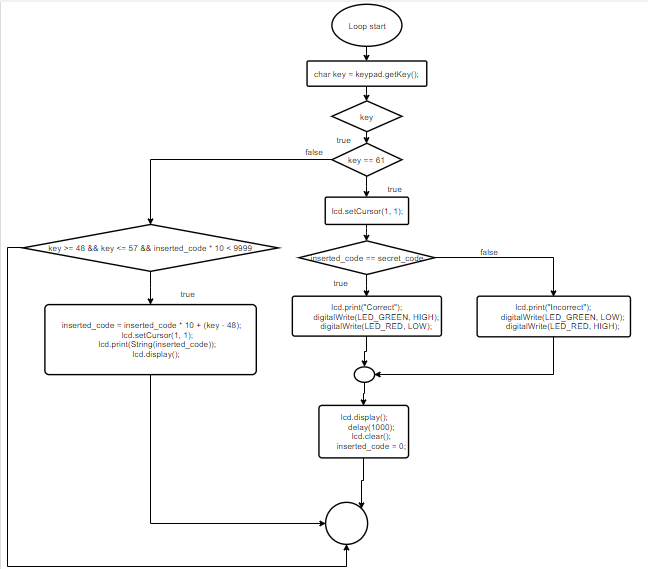 Loop start
char key = keypad.getKey();
key
true
false
key == 61
true
lcd.setCursor(1, 1);
key >= 48 && key <= 57 && inserted_code * 10 < 9999
inserted_code == secret_code
false
true
true
lcd.print("Correct");
digitalWrite(LED_GREEN, HIGH);
digitalWrite(LED_RED, LOW);
lcd.print("Incorrect");
digitalWrite(LED_GREEN, LOW);
digitalWrite(LED_RED, HIGH);
inserted_code = inserted_code * 10 + (key - 48);
lcd.setCursor(1, 1);
lcd.print(String(inserted_code));
lcd.display();
lcd.display();
delay(1000);
lcd.clear();
inserted_code = 0;